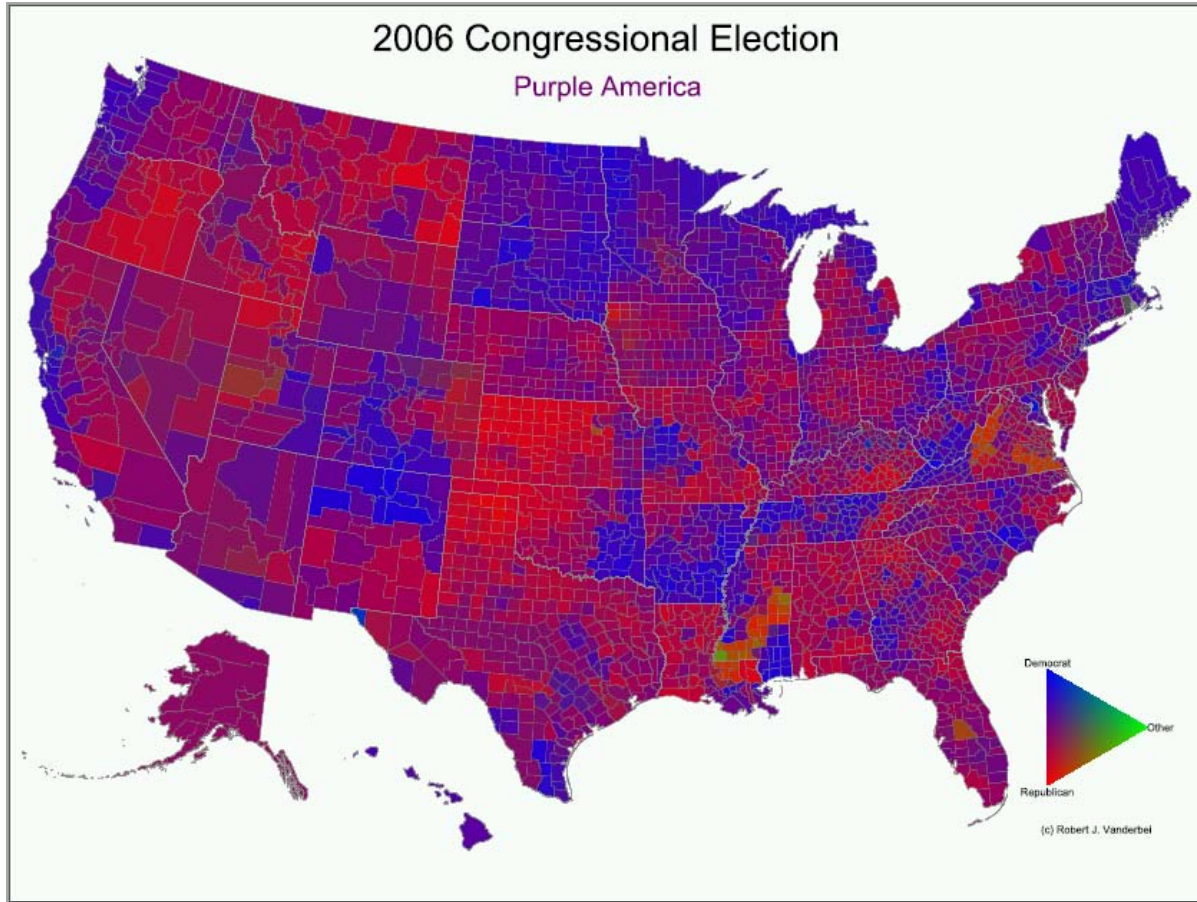 2006 Congressional Election
Purple America
Democrat
Other
Republican
(c) Robert J. Vanderbei